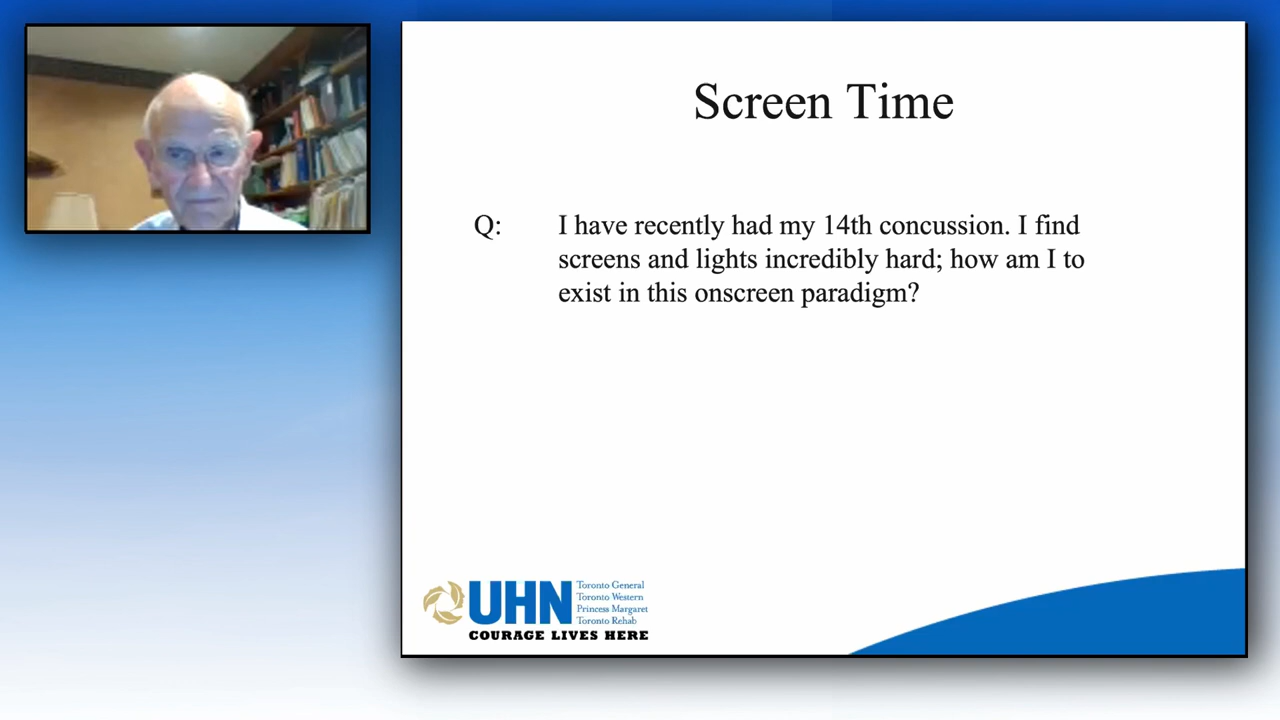 Screen Time
Q: I have recently had my 14th concussion. I find
screens and lights incredibly hard; how am I to
exist in this onscreen paradigm?
UHN
Toronto General
Toronto Western
Princess Margaret
Toronto Rehab
COURAGE LIVES HERE